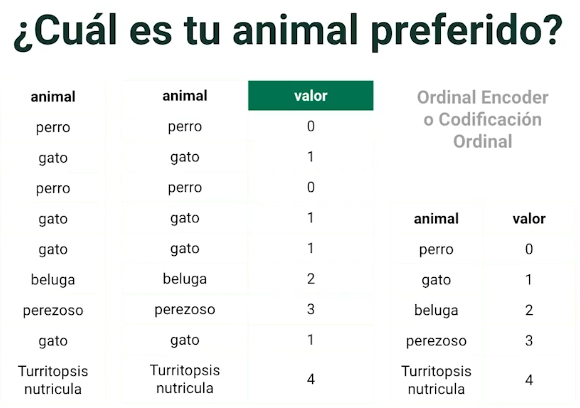 ¿Cuál es tu animal preferido?
animal animal valor
perro perro 0
gato gato 1
perro perro 0
gato gato 1
gato gato 1
beluga beluga 2
perezoso perezoso 3
gato gato 1
Turritopsis Turritopsis
nutricula nutricula 4
Ordinal Encoder
o Codificación
Ordinal
animal valor
perro 0
gato 1
beluga 2
perezoso 3
Turritopsis
nutricula 4